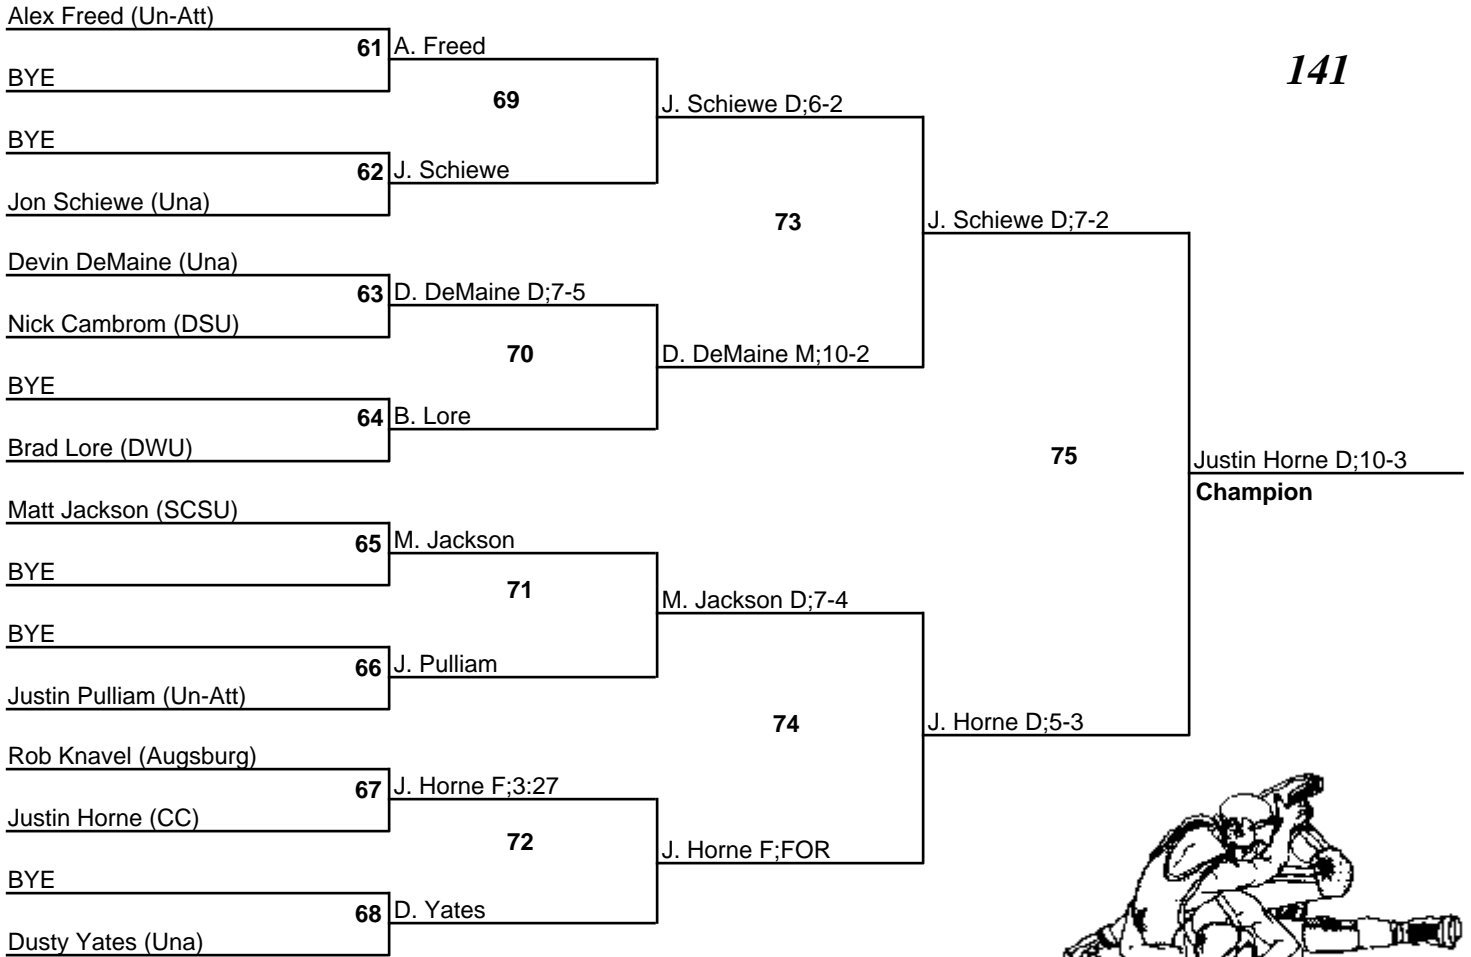 Alex Freed (Un-Att)
61 A. Freed
BYE
141
69
J. Schiewe D;6-2
BYE
62 J. Schiewe
Jon Schiewe (Una)
73
J. Schiewe D;7-2
Devin DeMaine (Una)
63 D. DeMaine D;7-5
Nick Cambrom (DSU)
70
D. DeMaine M;10-2
BYE
64 B. Lore
Brad Lore (DWU)
75
Justin Horne D;10-3
Champion
Matt Jackson (SCSU)
65 M. Jackson
BYE
71
M. Jackson D;7-4
BYE
66 J. Pulliam
Justin Pulliam (Un-Att)
74
J. Horne D;5-3
Rob Knavel (Augsburg)
67 J. Horne F;3:27
Justin Horne (CC)
72
J. Horne F;FOR
BYE
68 D. Yates
Dusty Yates (Una)